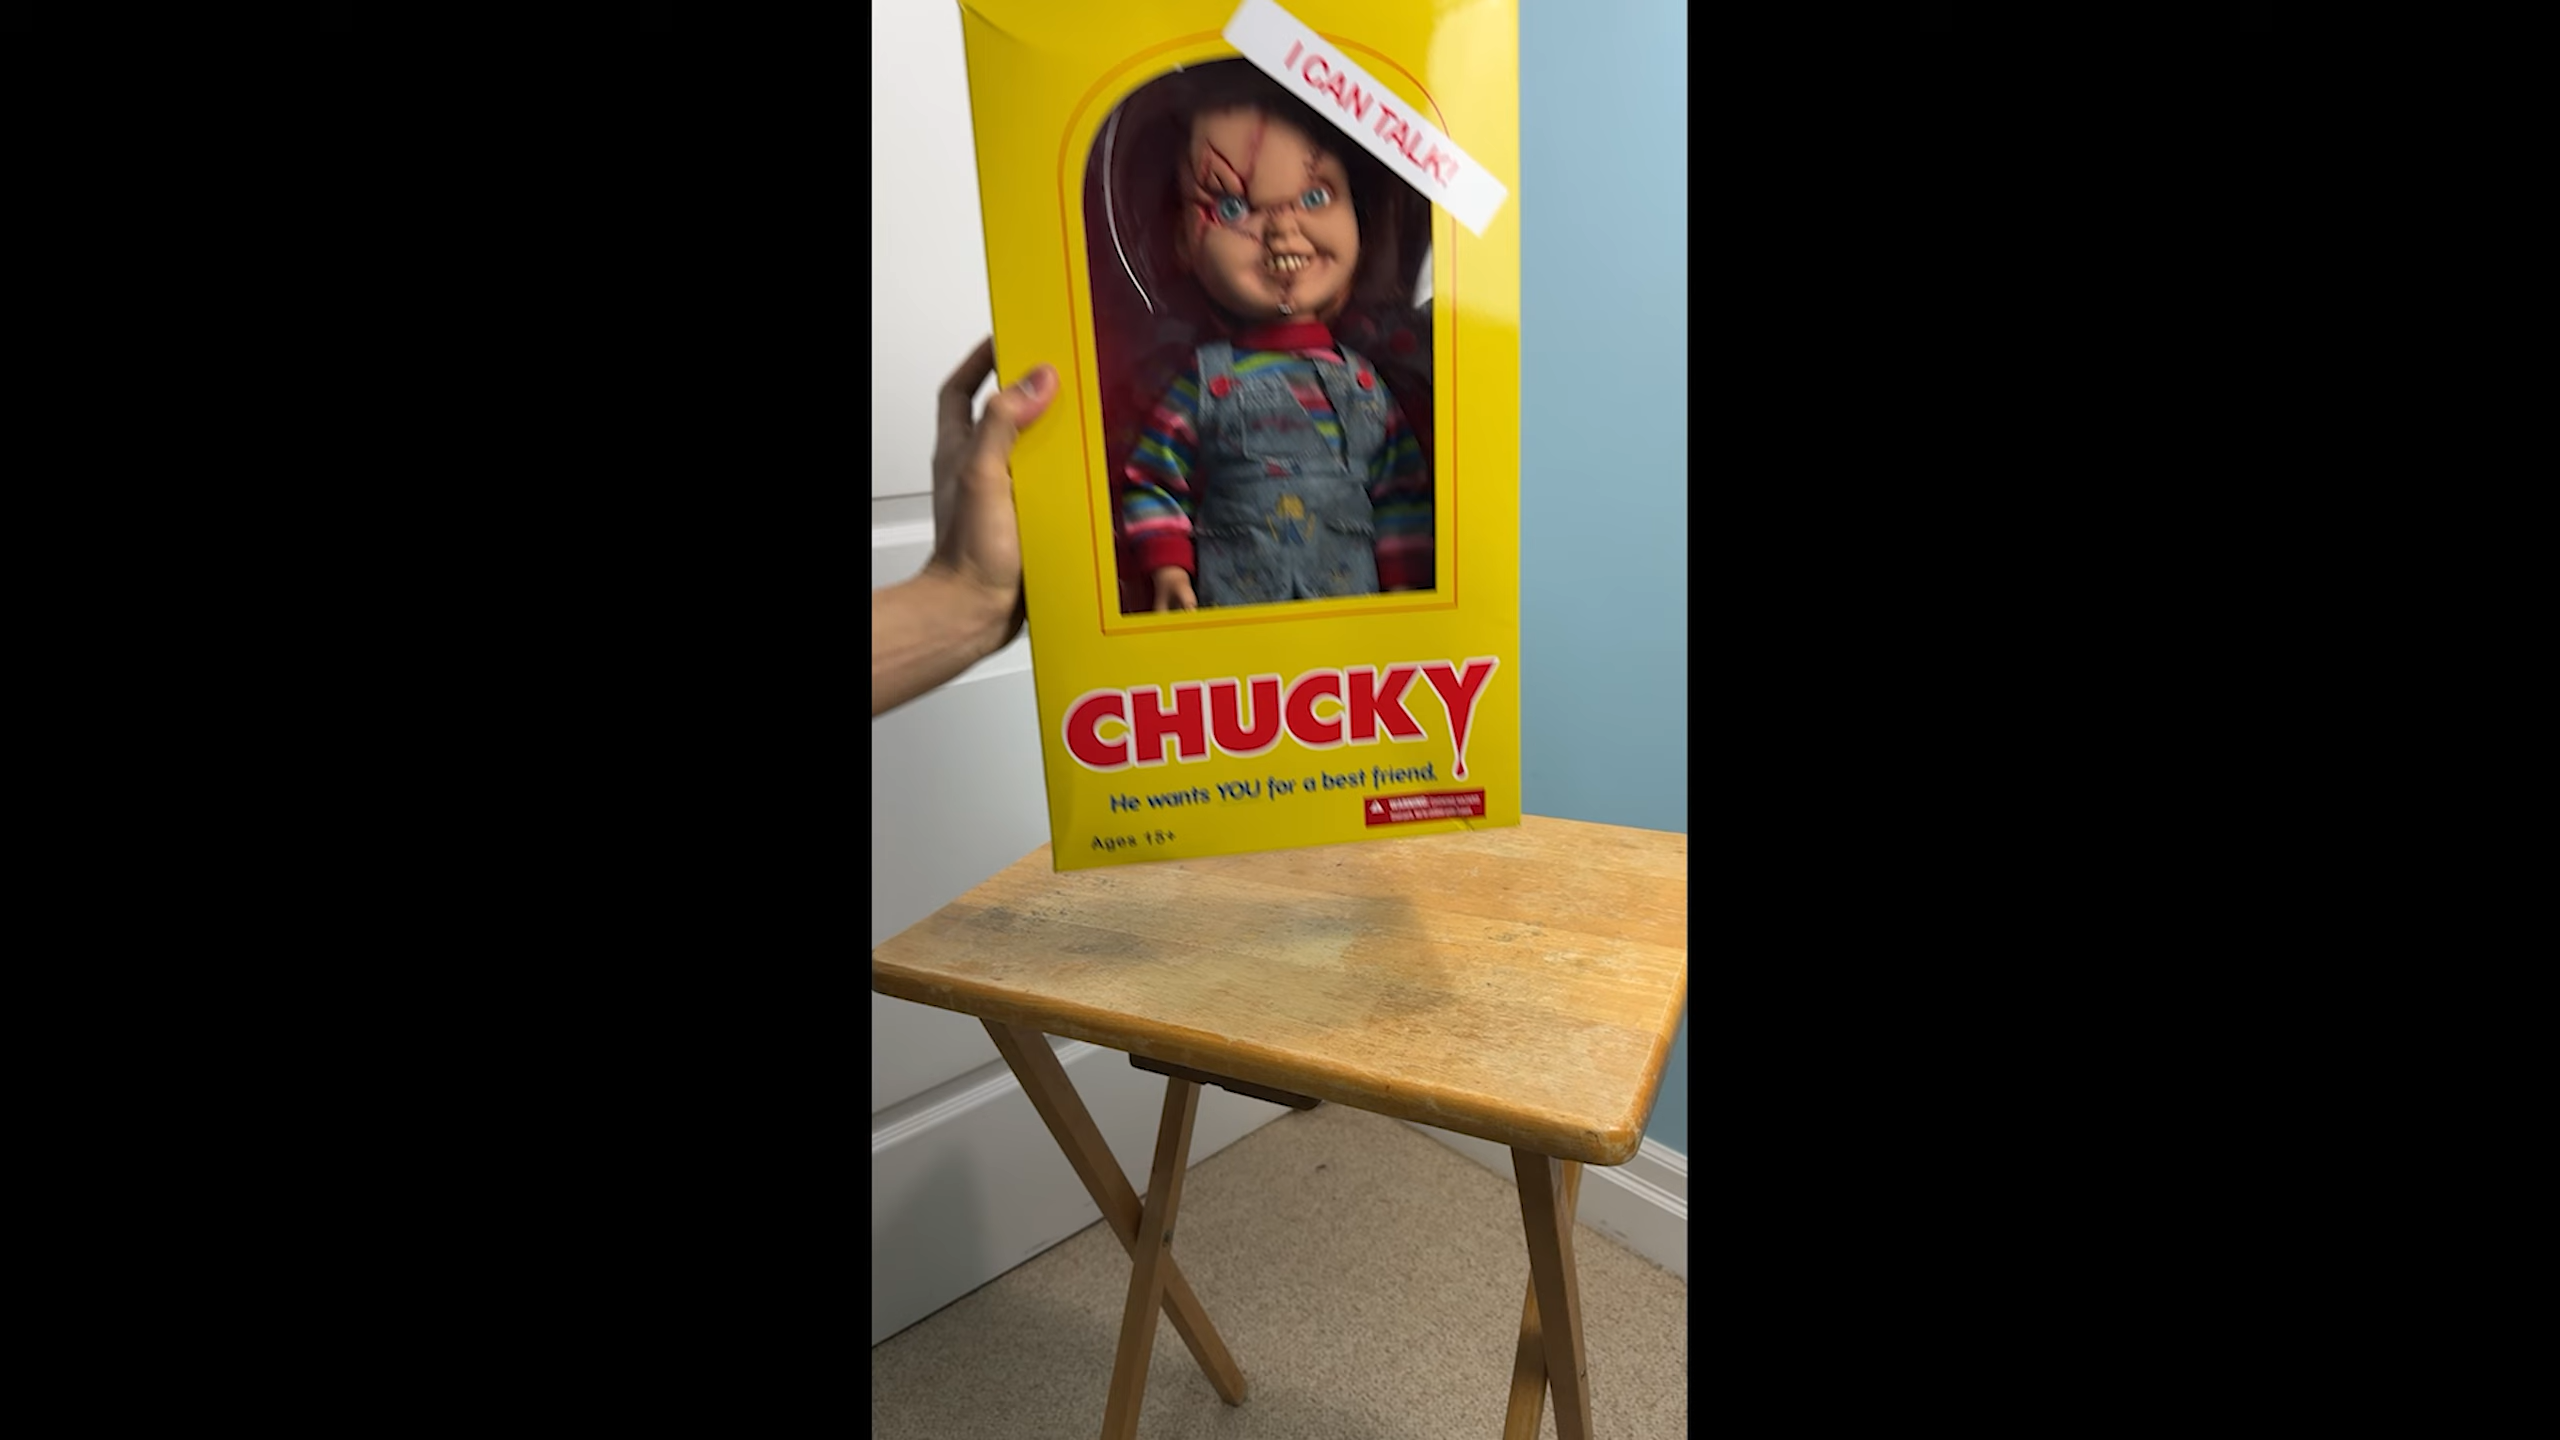 I CAN TALK!
CHUCKY
He wants YOU for a best friend.
WARNING:
Ages 15+